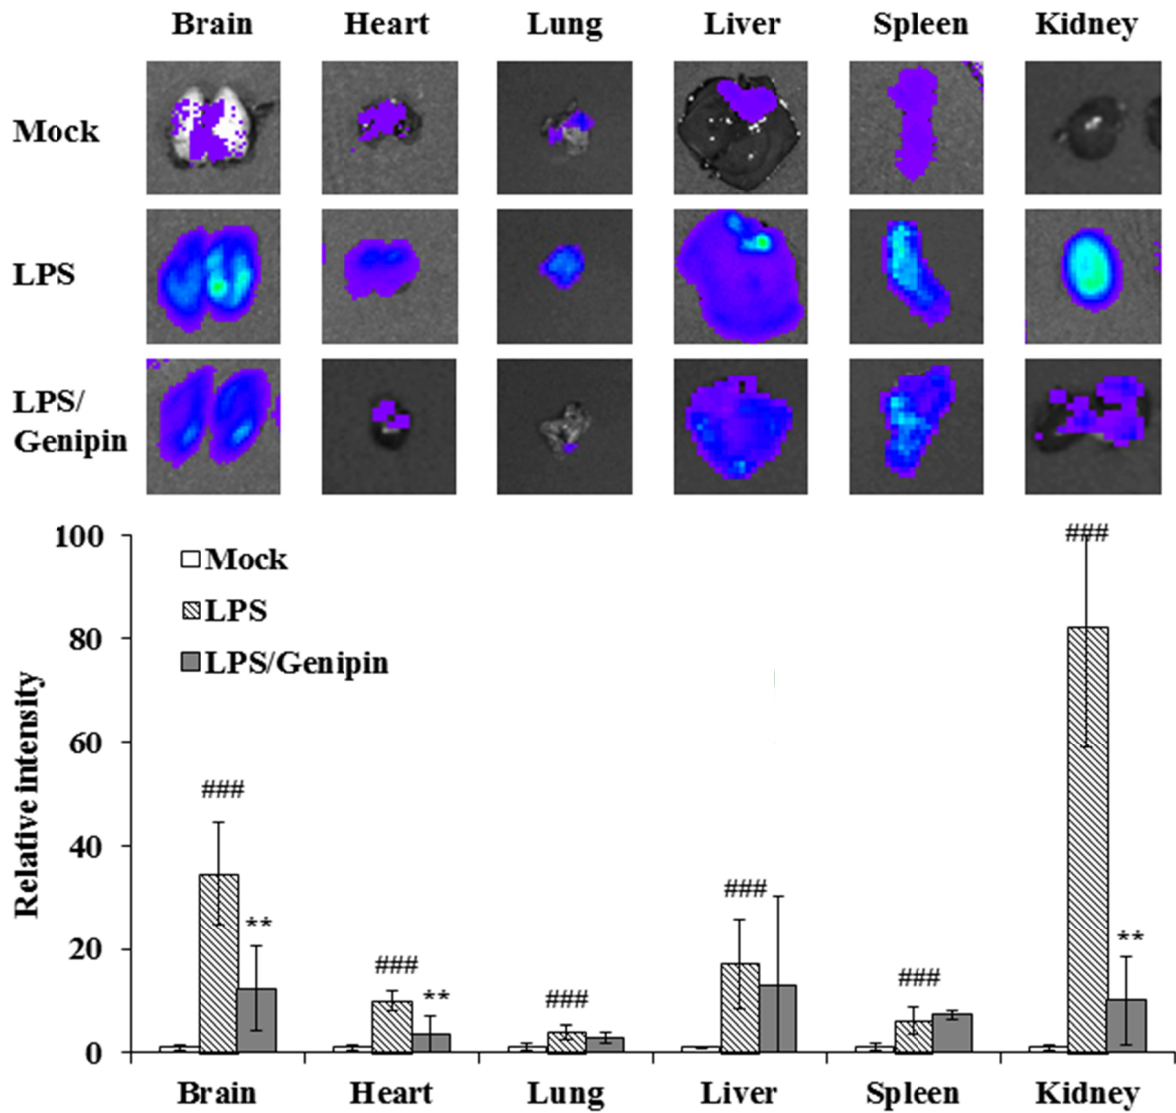 Brain Heart Lung Liver Spleen Kidney
Mock
LPS
LPS/
Genipin
100
80
60
40
20
0
Relative intensity
Mock
LPS
LPS/Genipin
###
**
###
**
###
###
###
###
**
Brain Heart Lung Liver Spleen Kidney